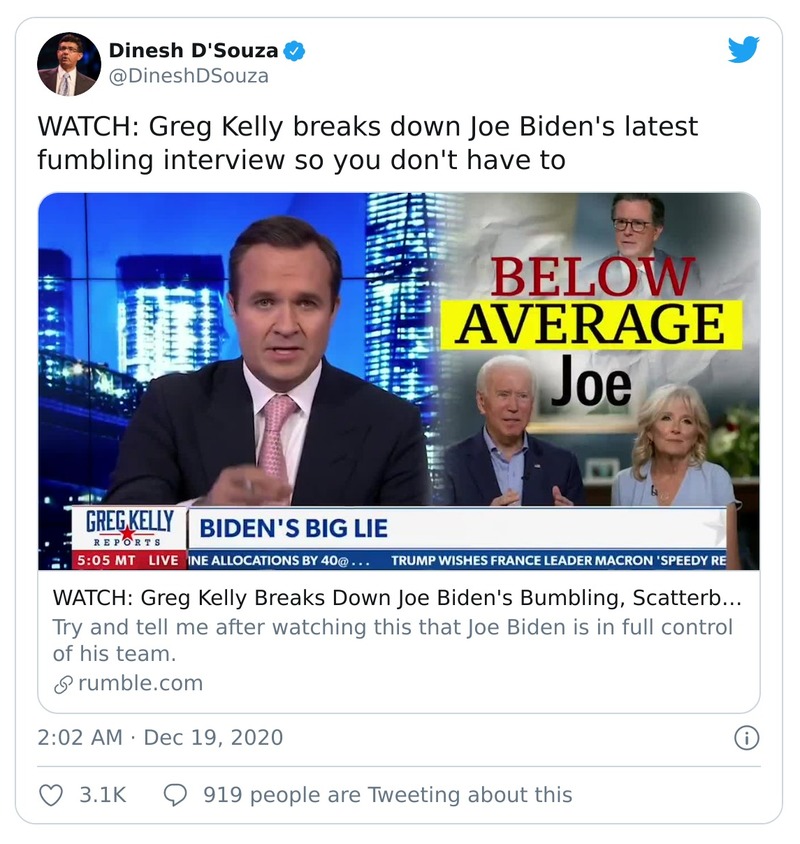 Dinesh D'Souza
@DineshDSouza
WATCH: Greg Kelly breaks down Joe Biden's latest
fumbling interview so you don't have to
BELOW
AVERAGE
Joe
GREG KELLY
REPORTS
BIDEN'S BIG LIE
5:05 MT LIVE
INE ALLOCATIONS BY 40@... TRUMP WISHES FRANCE LEADER MACRON 'SPEEDY RE
WATCH: Greg Kelly Breaks Down Joe Biden's Bumbling, Scatterb...
Try and tell me after watching this that Joe Biden is in full control
of his team.
rumble.com
2:02 AM · Dec 19, 2020
3.1K
919 people are Tweeting about this